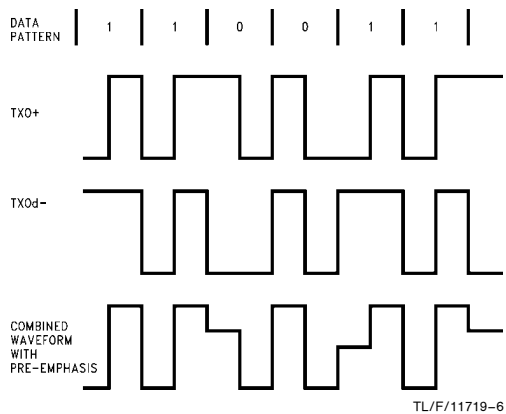 DATA
PATTERN
1 1 0 0 1 1
TXO+
TXOd-
COMBINED
WAVEFORM
WITH
PRE-EMPHASIS
TL/F/11719-6